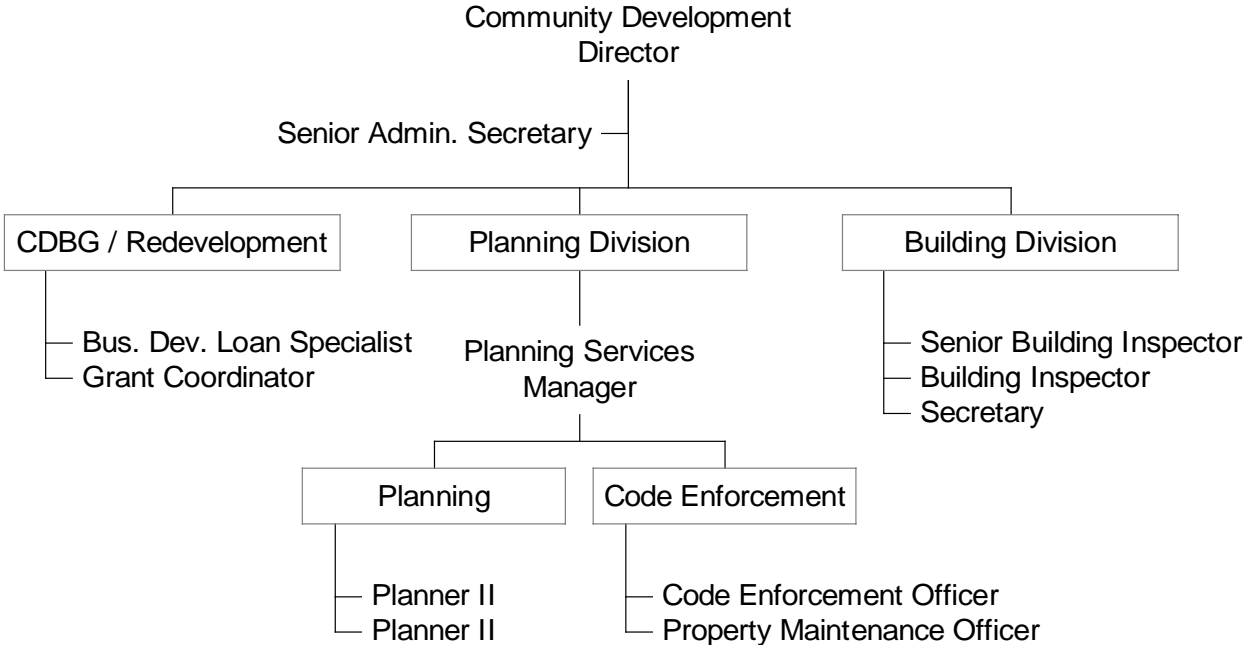 Community Development
Director
Senior Admin. Secretary
CDBG / Redevelopment
Planning Division
Building Division
Bus. Dev. Loan Specialist
Grant Coordinator
Planning Services
Manager
Senior Building Inspector
Building Inspector
Secretary
Planning
Code Enforcement
Planner II
Planner II
Code Enforcement Officer
Property Maintenance Officer